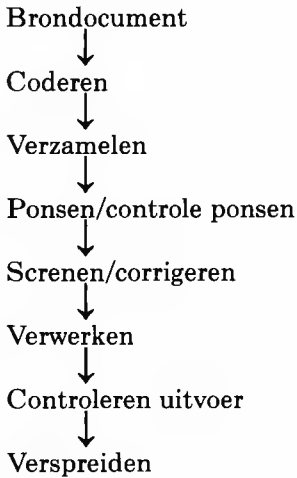 Brondocument
Coderen
Verzamelen
Ponsen/controle ponsen
Screnen/corrigeren
Verwerken
Controleren uitvoer
Verspreiden